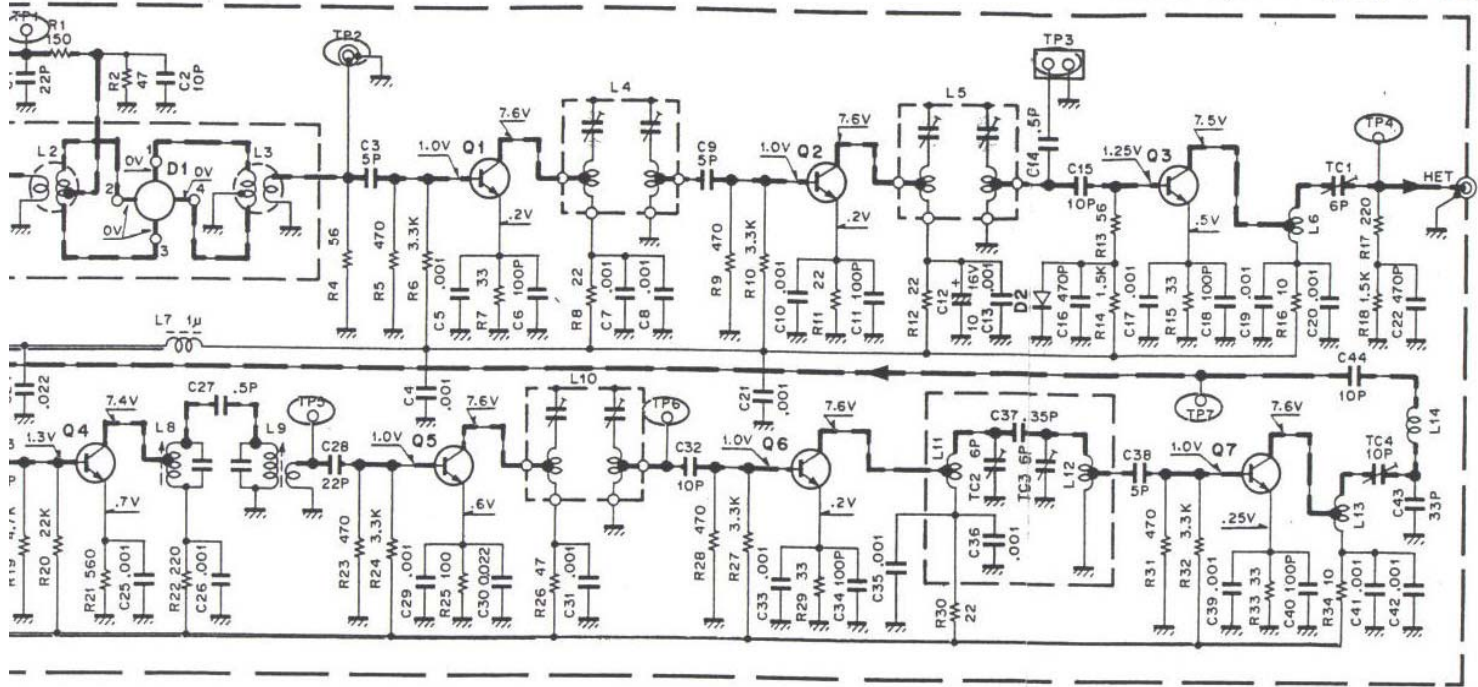 TP1
R1
150
22P
R2
47
C2
10P
TP2
L4
TP3
L5
TP4
L2
0V
1
D1
2
0V
4
0V
3
L3
C3
5P
1.0V
Q1
7.6V
.2V
C9
5P
1.0V
Q2
7.6V
.2V
C14 .5P
C15
10P
1.25V
Q3
7.5V
.5V
TC1
6P
HET
L6
R17 220
R4 56
R5 470
R6 3.3K
C5 .001
R7 33
C6 100P
R8 22
C7 .001
C8 .001
R9 470
R10 3.3K
C10 .001
R11 22
C11 100P
R12 22
C12 10 16V
+
C13 .001
D2
C16 470P
R13 56
R14 1.5K
C17 .001
R15 33
C18 100P
C19 .001
R16 10
C20 .001
R18 1.5K
C22 470P
L7 1μ
.022
C4 .001
C21 .001
C44
10P
TP7
L14
C27 .5P
7.4V
1.3V
Q4
L8
L9
TP5
C28
22P
1.0V
Q5
7.6V
L10
TP6
C32
10P
1.0V
Q6
7.6V
L11
TC2 6P
C37 .35P
TC3 6P
L12
C38
5P
1.0V
Q7
7.6V
TC4
10P
L13
C43 33P
.7V
.6V
.2V
.25V
R19 4.7K
R20 22K
R21 560
C25 .001
R22 220
C26 .001
R23 470
R24 3.3K
C29 .001
R25 100
C30 .0022
R26 47
C31 .001
R28 470
R27 3.3K
C33 .001
R29 33
C34 100P
C35 .001
C36
.001
R30
22
R31 470
R32 3.3K
C39 .001
R33 33
C40 100P
R34 10
C41 .001
C42 .001